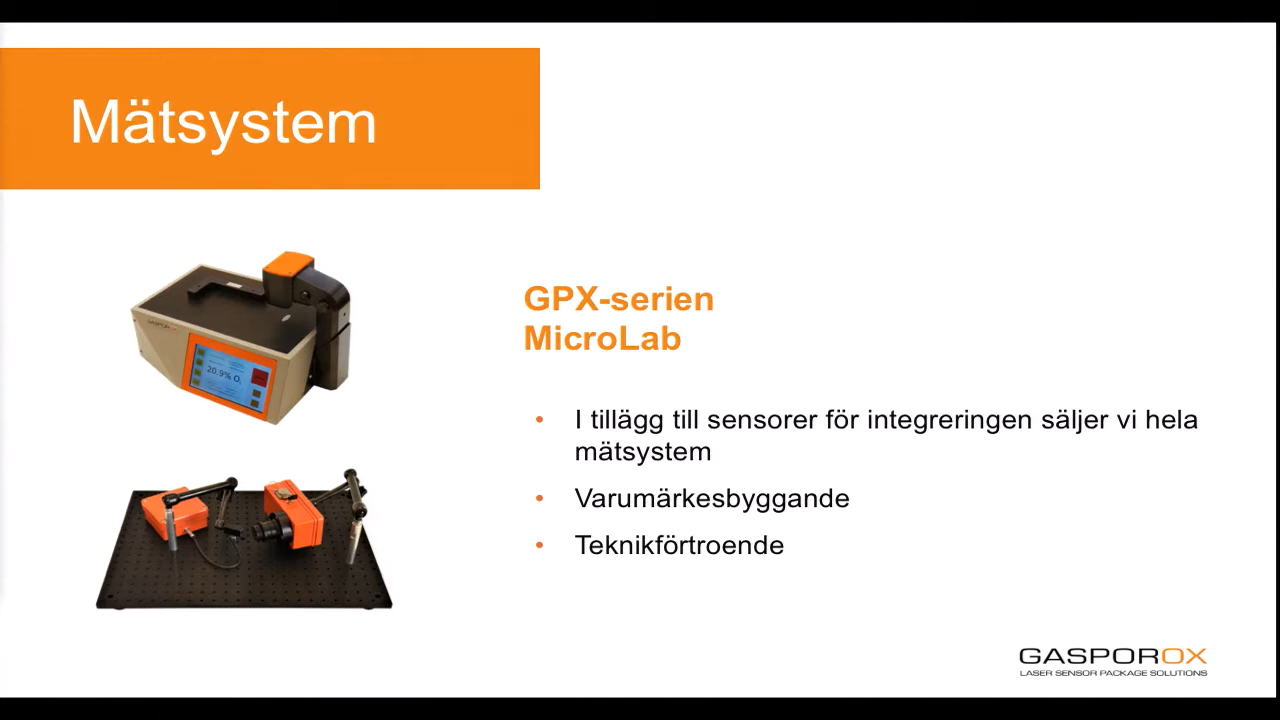 Mätsystem
GASPOROX
20.9% O₂
GPX-serien
MicroLab
• I tillägg till sensorer för integreringen säljer vi hela
mätsystem
• Varumärkesbyggande
• Teknikförtroende
GASPOROX
LASER SENSOR PACKAGE SOLUTIONS